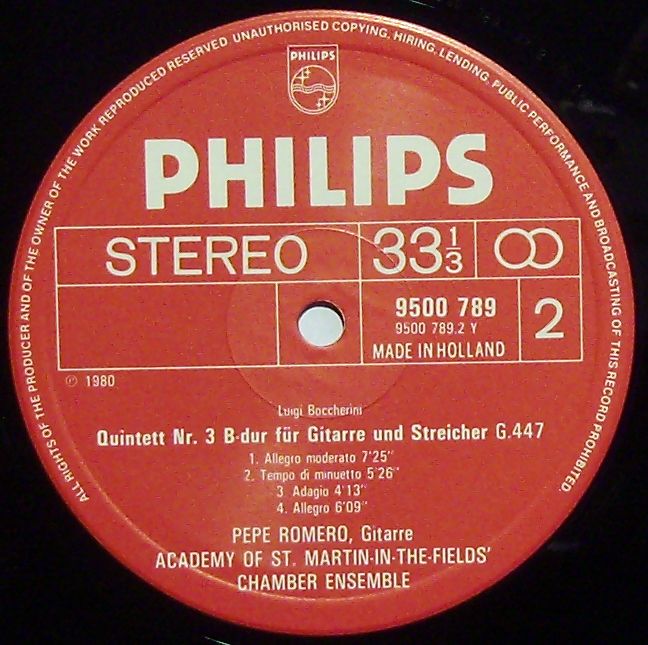 ALL RIGHTS OF THE PRODUCER AND OF THE OWNER OF THE WORK REPRODUCED RESERVED UNAUTHORISED COPYING, HIRING, LENDING, PUBLIC PERFORMANCE AND BROADCASTING OF THIS RECORD PROHIBITED.
PHILIPS
PHILIPS
STEREO
33 1/3
9500 789
9500 789.2 Y
MADE IN HOLLAND
2
℗ 1980
Luigi Boccherini
Quintett Nr. 3 B-dur für Gitarre und Streicher G.447
1. Allegro moderato 7'25"
2. Tempo di minuetto 5'26"
3 Adagio 4'13"
4. Allegro 6'09"
PEPE ROMERO, Gitarre
ACADEMY OF ST. MARTIN-IN-THE-FIELDS'
CHAMBER ENSEMBLE